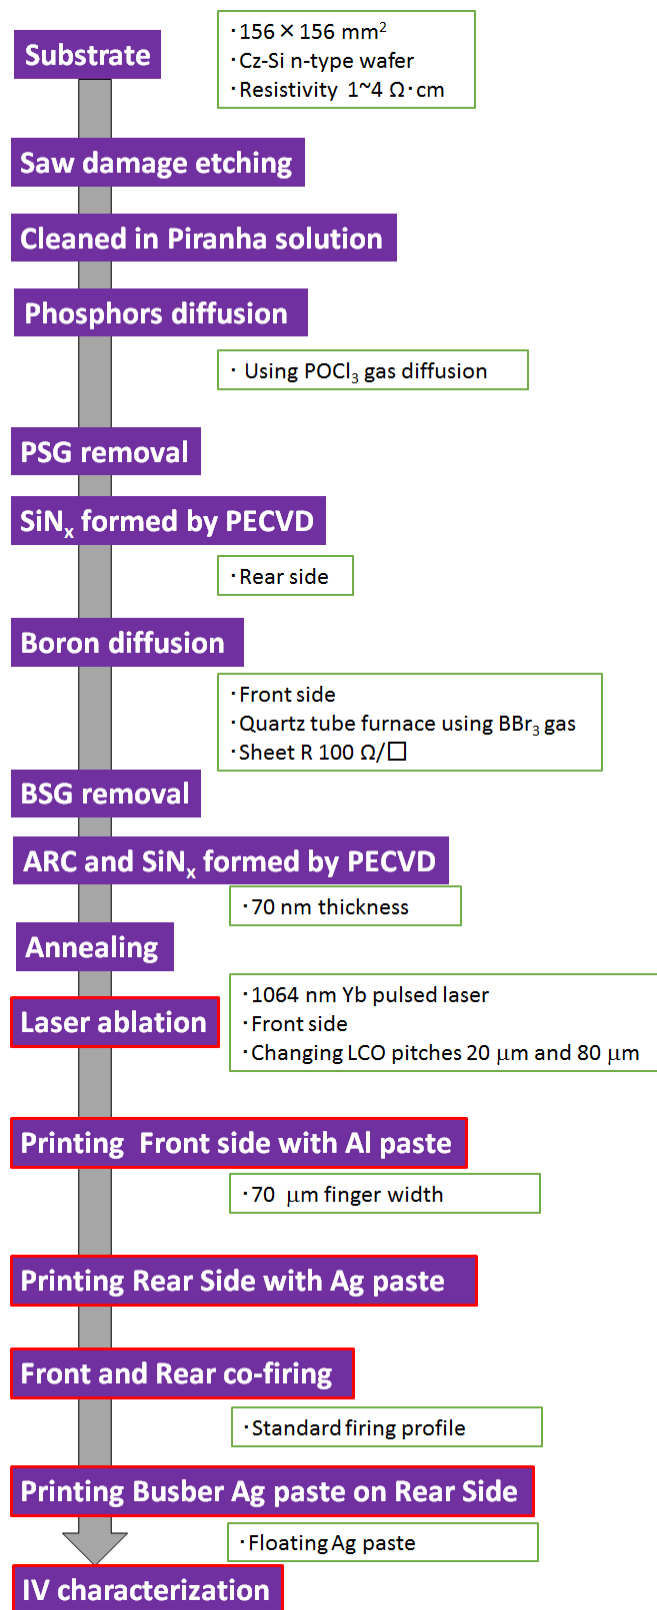 Substrate
・156 × 156 mm²
・Cz-Si n-type wafer
・Resistivity 1~4 Ω・cm
Saw damage etching
Cleaned in Piranha solution
Phosphors diffusion
・Using POCl₃ gas diffusion
PSG removal
SiNₓ formed by PECVD
・Rear side
Boron diffusion
・Front side
・Quartz tube furnace using BBr₃ gas
・Sheet R 100 Ω/□
BSG removal
ARC and SiNₓ formed by PECVD
・70 nm thickness
Annealing
Laser ablation
・1064 nm Yb pulsed laser
・Front side
・Changing LCO pitches 20 μm and 80 μm
Printing Front side with Al paste
・70 μm finger width
Printing Rear Side with Ag paste
Front and Rear co-firing
・Standard firing profile
Printing Busber Ag paste on Rear Side
・Floating Ag paste
IV characterization